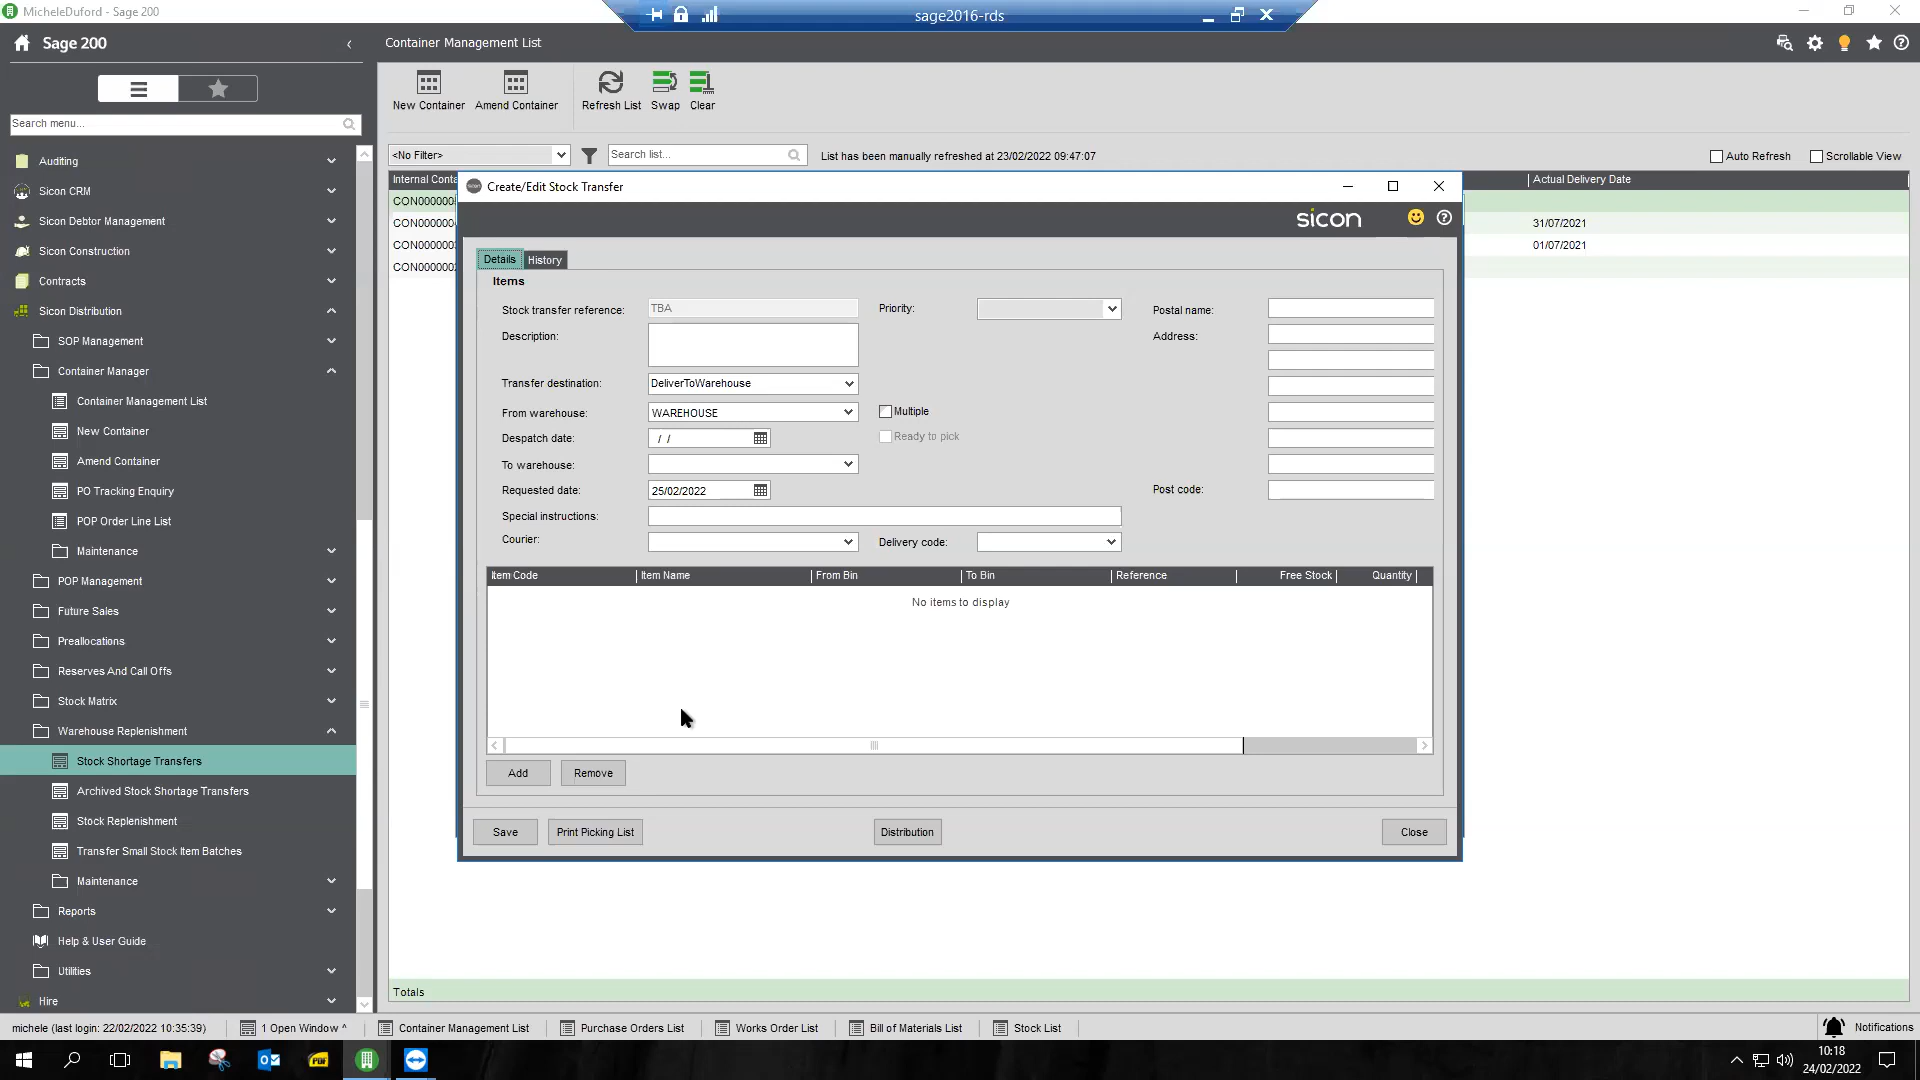 MicheleDuford - Sage 200
sage2016-rds
Sage 200
Container Management List
New Container
Amend Container
Refresh List
Swap
Clear
Search menu...
<No Filter>
Search list...
List has been manually refreshed at 23/02/2022 09:47:07
Auto Refresh
Scrollable View
Auditing
Sicon CRM
Sicon Debtor Management
Sicon Construction
Contracts
Sicon Distribution
SOP Management
Container Manager
Container Management List
New Container
Amend Container
PO Tracking Enquiry
POP Order Line List
Maintenance
POP Management
Future Sales
Preallocations
Reserves And Call Offs
Stock Matrix
Warehouse Replenishment
Stock Shortage Transfers
Archived Stock Shortage Transfers
Stock Replenishment
Transfer Small Stock Item Batches
Maintenance
Reports
Help & User Guide
Utilities
Hire
Internal Conta
Actual Delivery Date
31/07/2021
01/07/2021
Create/Edit Stock Transfer
sicon
Details
History
Items
Stock transfer reference:
TBA
Priority:
Postal name:
Description:
Address:
Transfer destination:
DeliverToWarehouse
From warehouse:
WAREHOUSE
Multiple
Despatch date:
/ /
Ready to pick
To warehouse:
Requested date:
25/02/2022
Post code:
Special instructions:
Courier:
Delivery code:
Item Code
Item Name
From Bin
To Bin
Reference
Free Stock
Quantity
No items to display
Add
Remove
Save
Print Picking List
Distribution
Close
Totals
michele (last login: 22/02/2022 10:35:39)
1 Open Window ^
Container Management List
Purchase Orders List
Works Order List
Bill of Materials List
Stock List
Notifications
PDF
10:18
24/02/2022